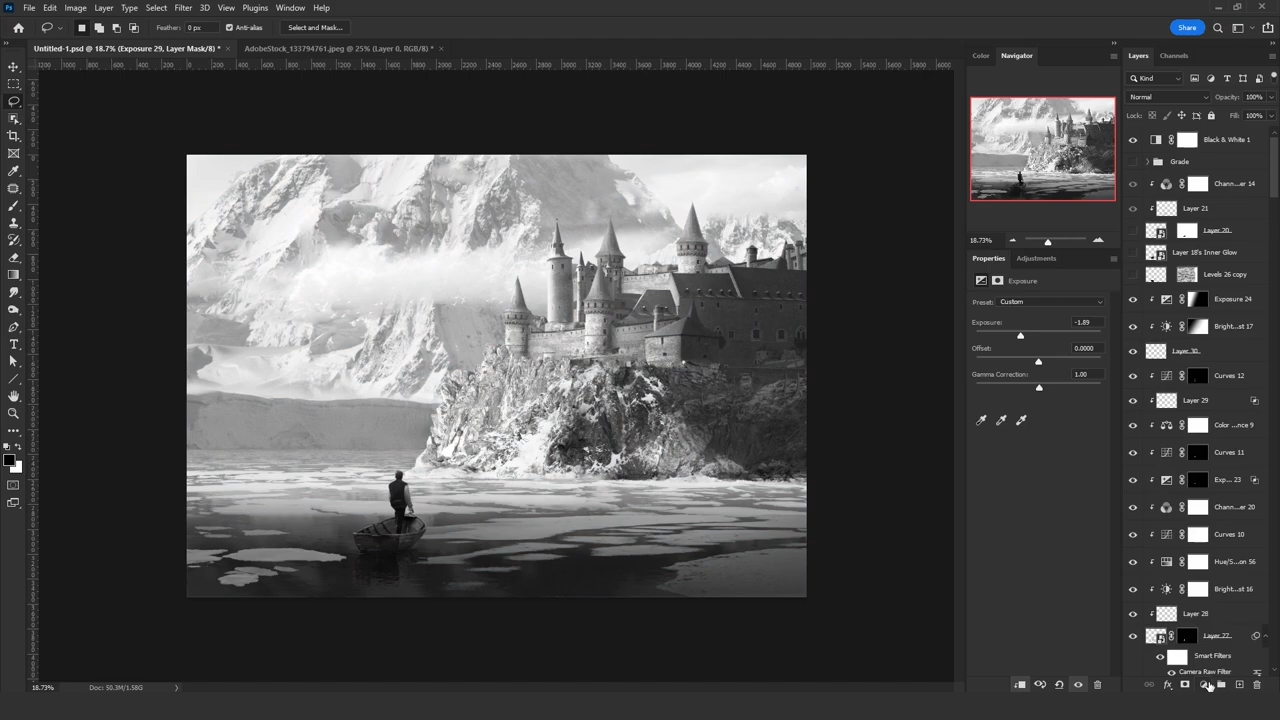 Ps File Edit Image Layer Type Select Filter 3D View Plugins Window Help
Feather: 0 px Anti-alias Select and Mask... Share
Untitled-1.psd @ 18.7% (Exposure 29, Layer Mask/8) * × AdobeStock_133794761.jpeg @ 25% (Layer 0, RGB/8) * ×
Color Navigator
18.73%
Properties Adjustments
Exposure
Preset: Custom
Exposure: -1.89
Offset: 0.0000
Gamma Correction: 1.00
Layers Channels
Kind
Normal Opacity: 100%
Lock: Fill: 100%
Black & White 1
Grade
Chann...er 14
Layer 21
Layer 20
Layer 18's Inner Glow
Levels 26 copy
Exposure 24
Bright...st 17
Layer 30
Curves 12
Layer 29
Color ...nce 9
Curves 11
Exp... 23
Chann...er 20
Curves 10
Hue/S...on 56
Bright...st 16
Layer 28
Layer 27
Smart Filters
Camera Raw Filter
18.73% Doc: 50.3M/1.58G